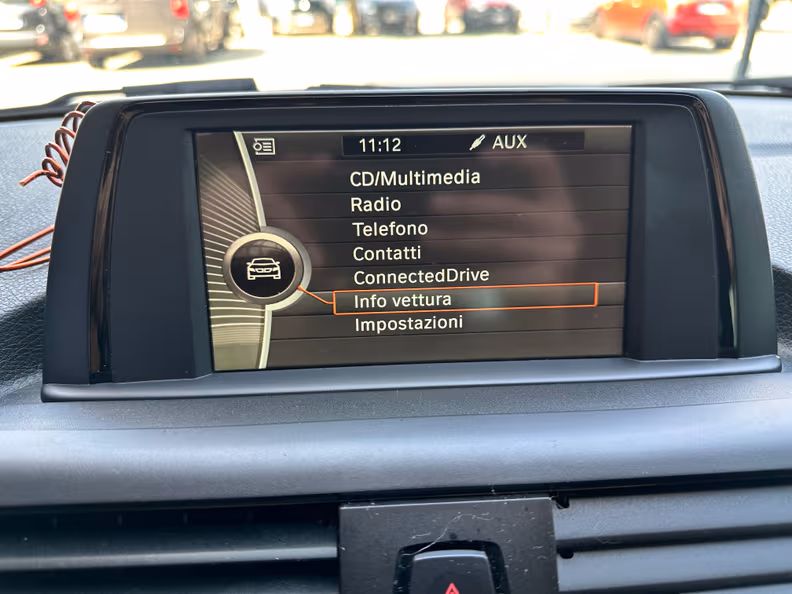 11:12 AUX
CD/Multimedia
Radio
Telefono
Contatti
ConnectedDrive
Info vettura
Impostazioni